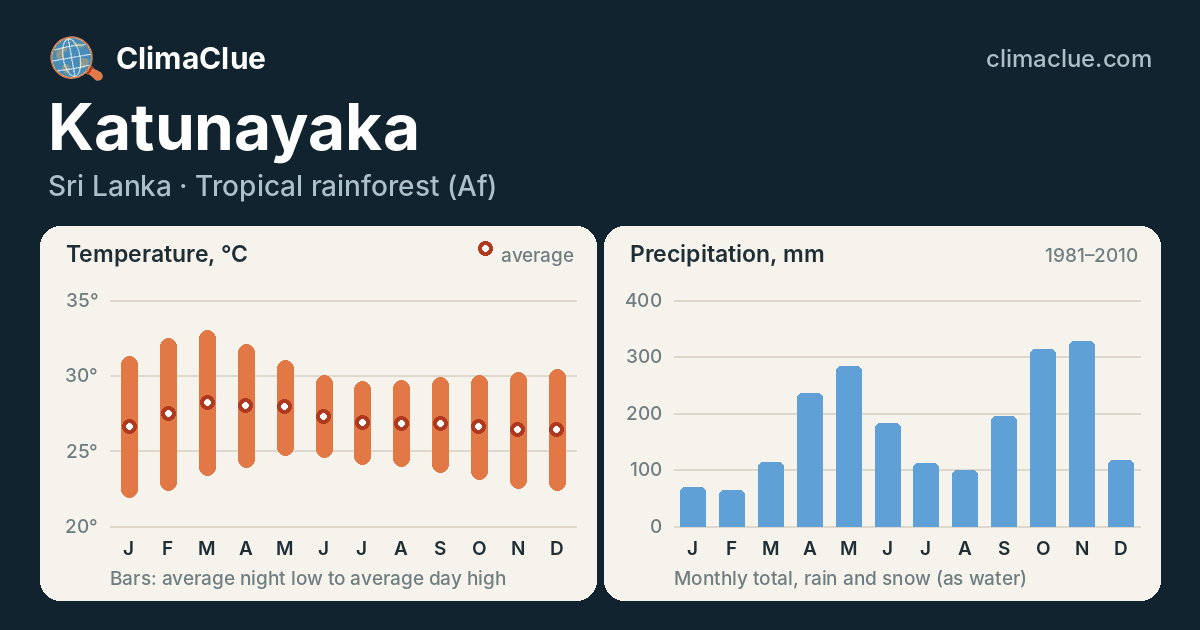 ClimaClue
climaclue.com
Katunayaka
Sri Lanka · Tropical rainforest (Af)
Temperature, °C
average
35°
30°
25°
20°
J F M A M J J A S O N D
Bars: average night low to average day high
Precipitation, mm
1981–2010
400
300
200
100
0
J F M A M J J A S O N D
Monthly total, rain and snow (as water)